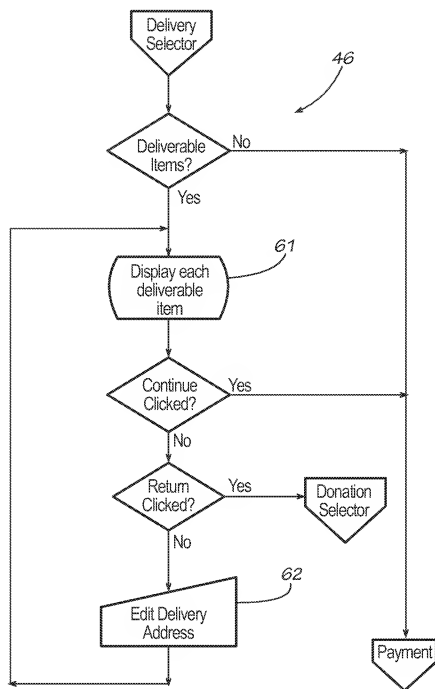 Delivery
Selector
46
Deliverable
Items?
No
Yes
61
Display each
deliverable
item
Continue
Clicked?
Yes
No
Return
Clicked?
Yes
Donation
Selector
No
62
Edit Delivery
Address
Payment